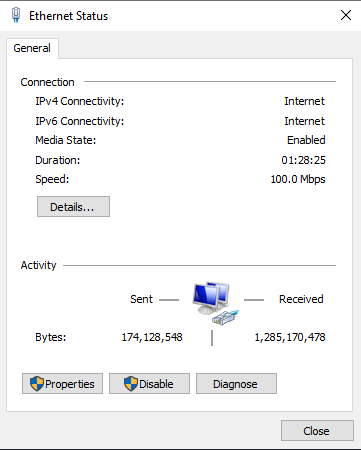 Ethernet Status
General
Connection
IPv4 Connectivity: Internet
IPv6 Connectivity: Internet
Media State: Enabled
Duration: 01:28:25
Speed: 100.0 Mbps
Details...
Activity
Sent Received
Bytes: 174,128,548 1,285,170,478
Properties Disable Diagnose
Close